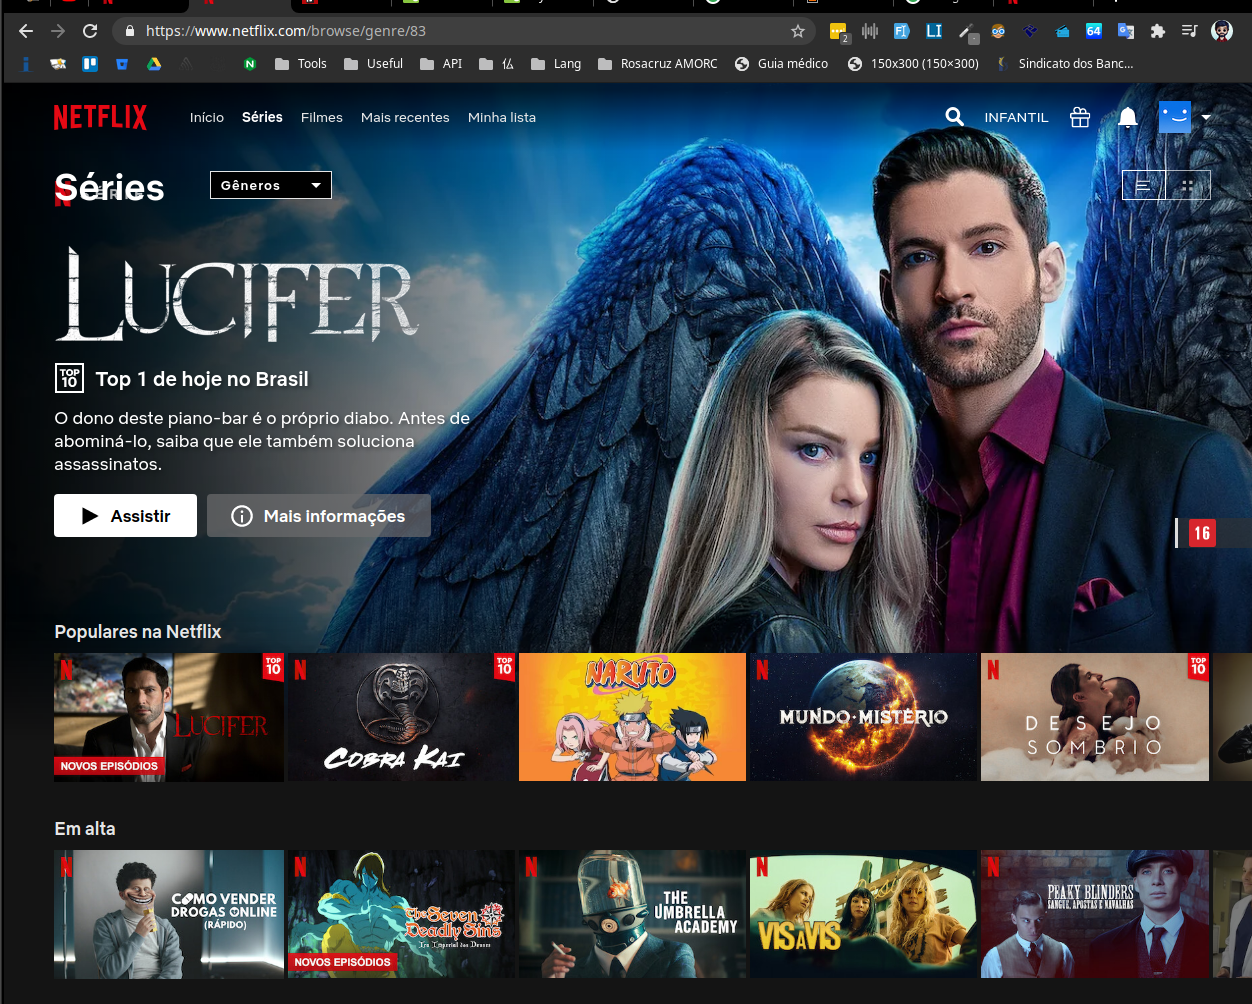 https://www.netflix.com/browse/genre/83
2
64
Tools
Useful
API
仏
Lang
Rosacruz AMORC
Guia médico
150x300 (150×300)
Sindicato dos Banc...
NETFLIX
Início
Séries
Filmes
Mais recentes
Minha lista
INFANTIL
Séries
Gêneros
LUCIFER
TOP 10
Top 1 de hoje no Brasil
O dono deste piano-bar é o próprio diabo. Antes de
abominá-lo, saiba que ele também soluciona
assassinatos.
Assistir
Mais informações
16
Populares na Netflix
N
TOP
10
LUCIFER
NOVOS EPISÓDIOS
N
TOP
10
COBRA KAI
NARUTO
N
MUNDO MISTÉRIO
N
TOP
10
DESEJO
SOMBRIO
Em alta
N
COMO VENDER
DROGAS ONLINE
(RÁPIDO)
N
The Seven
Deadly Sins
NOVOS EPISÓDIOS
N
THE
UMBRELLA
ACADEMY
N
VIS A VIS
N
PEAKY BLINDERS
SANGUE, APOSTAS E NAVALHAS